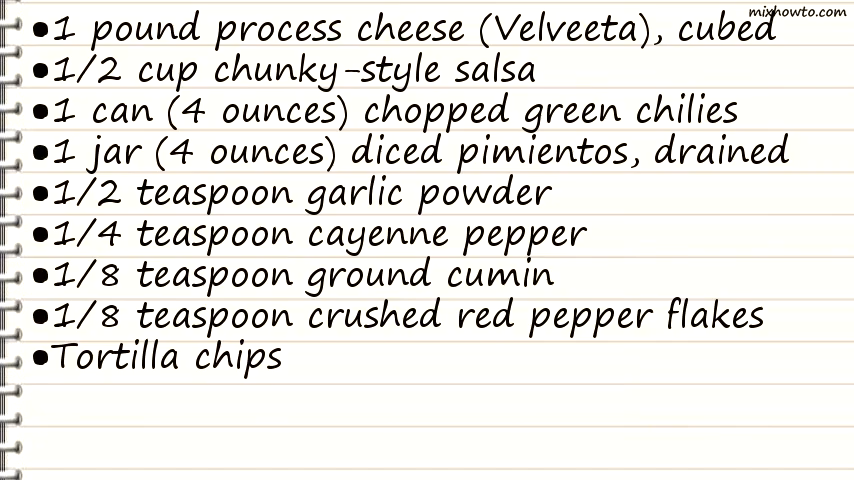 mixhowto.com
•1 pound process cheese (Velveeta), cubed
•1/2 cup chunky-style salsa
•1 can (4 ounces) chopped green chilies
•1 jar (4 ounces) diced pimientos, drained
•1/2 teaspoon garlic powder
•1/4 teaspoon cayenne pepper
•1/8 teaspoon ground cumin
•1/8 teaspoon crushed red pepper flakes
•Tortilla chips